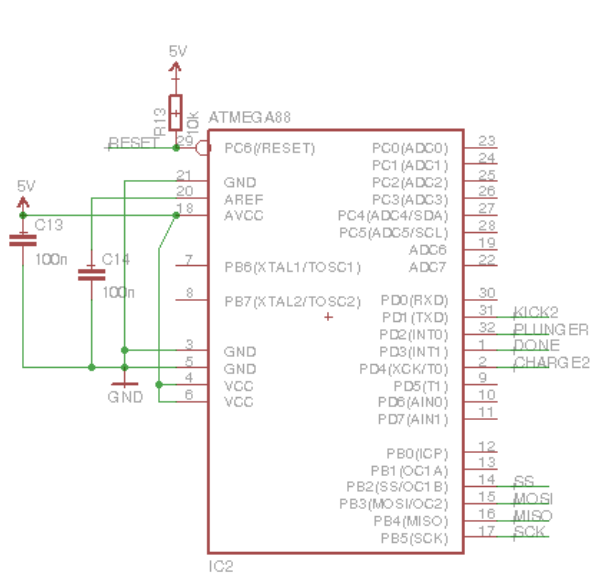 5V
R13
10k
ATMEGA88
RESET
29 PC6(/RESET) PC0(ADC0) 23
PC1(ADC1) 24
21 GND PC2(ADC2) 25
20 AREF PC3(ADC3) 26
18 AVCC PC4(ADC4/SDA) 27
PC5(ADC5/SCL) 28
ADC6 19
7 PB6(XTAL1/TOSC1) ADC7 22
8 PB7(XTAL2/TOSC2) PD0(RXD) 30
PD1(TXD) 31 KICK2
PD2(INT0) 32 PLUNGER
3 GND PD3(INT1) 1 DONE
5 GND PD4(XCK/T0) 2 CHARGE2
4 VCC PD5(T1) 9
6 VCC PD6(AIN0) 10
PD7(AIN1) 11
PB0(ICP) 12
PB1(OC1A) 13
PB2(SS/OC1B) 14 SS
PB3(MOSI/OC2) 15 MOSI
PB4(MISO) 16 MISO
PB5(SCK) 17 SCK
IC2
5V
C13
100n
C14
100n
GND